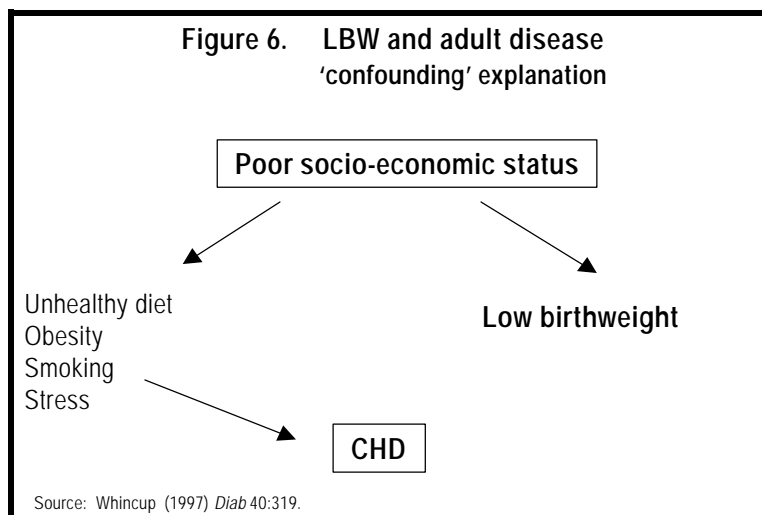 Figure 6. LBW and adult disease
‘confounding’ explanation
Poor socio-economic status
Unhealthy diet
Obesity
Smoking
Stress
Low birthweight
CHD
Source: Whincup (1997) Diab 40:319.